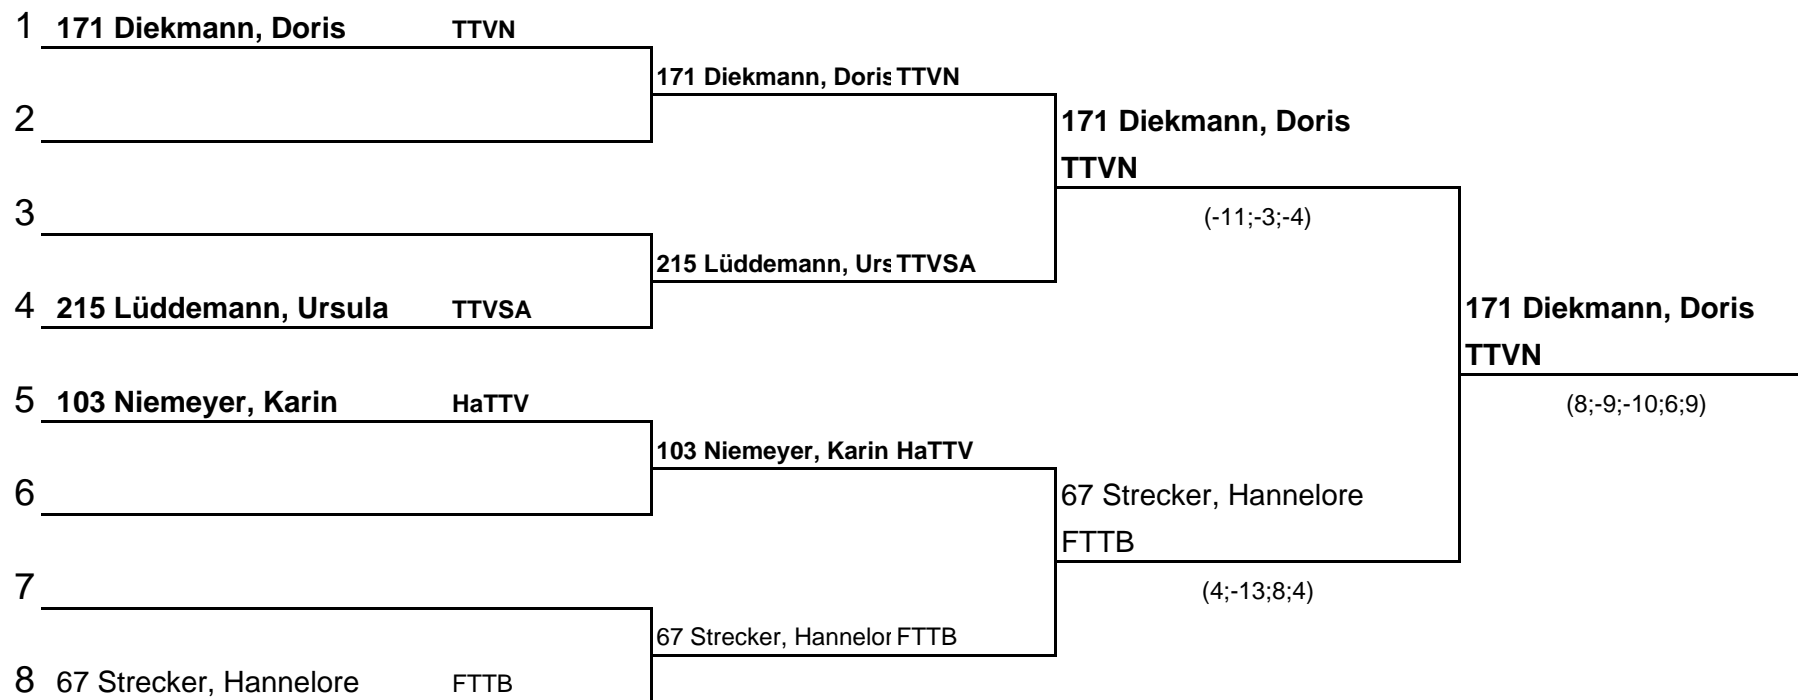 1 171 Diekmann, Doris TTVN
171 Diekmann, Doris TTVN
2
171 Diekmann, Doris
TTVN
3
(-11;-3;-4)
215 Lüddemann, Urs TTVSA
4 215 Lüddemann, Ursula TTVSA
171 Diekmann, Doris
TTVN
5 103 Niemeyer, Karin HaTTV
(8;-9;-10;6;9)
103 Niemeyer, Karin HaTTV
6
67 Strecker, Hannelore
FTTB
7
(4;-13;8;4)
67 Strecker, Hannelor FTTB
8 67 Strecker, Hannelore FTTB